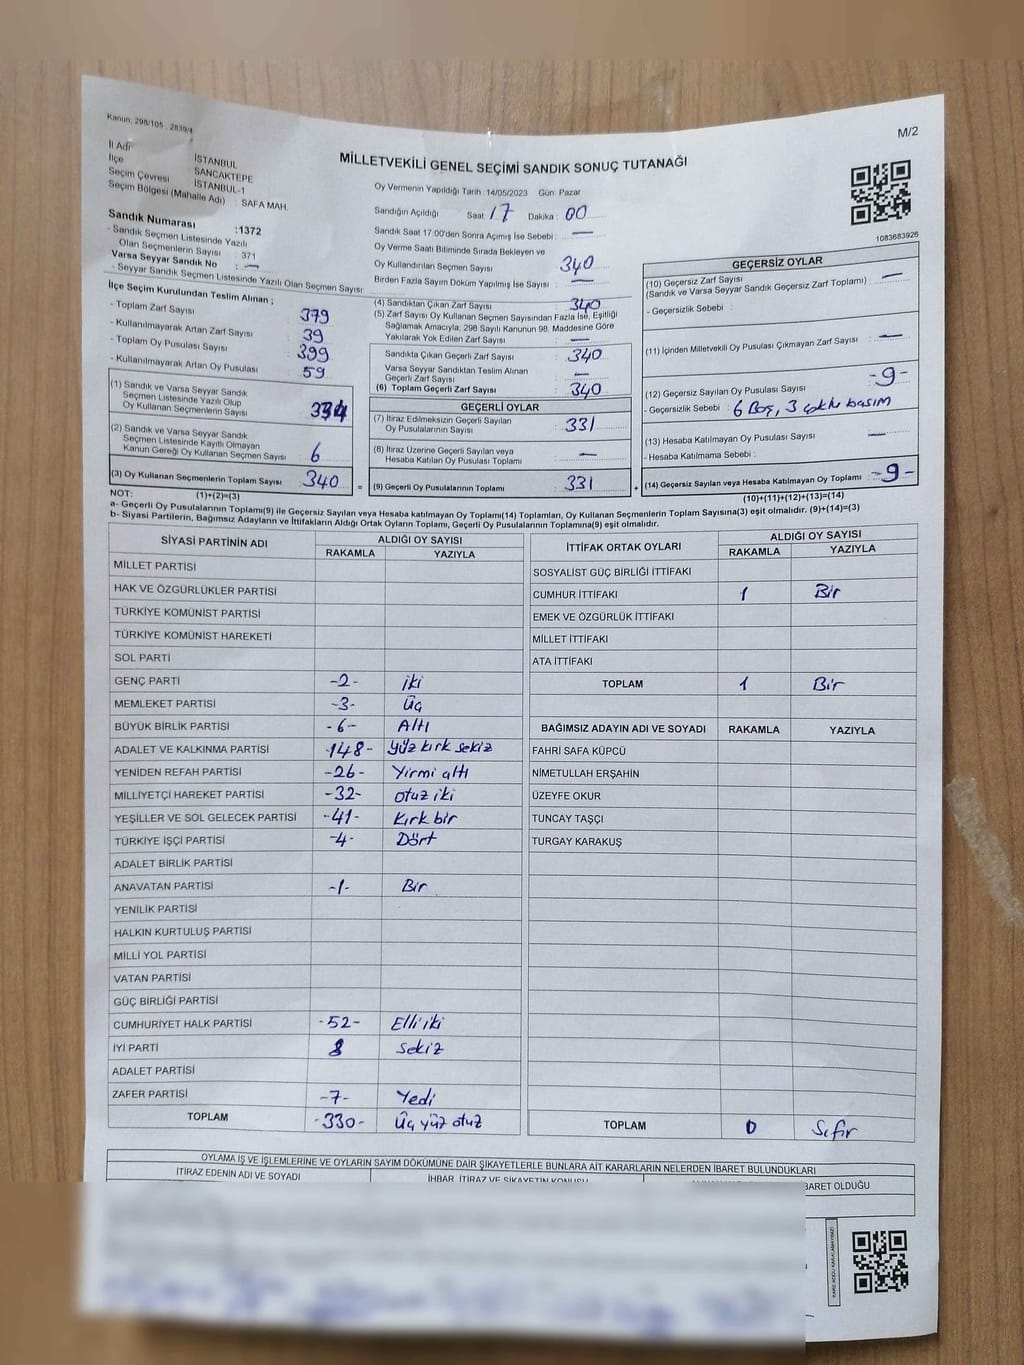 Kanun, 298/105 , 2839/4
M/2
MİLLETVEKİLİ GENEL SEÇİMİ SANDIK SONUÇ TUTANAĞI
İl Adı İSTANBUL
İlçe SANCAKTEPE
Seçim Çevresi İSTANBUL-1
Seçim Bölgesi (Mahalle Adı) : SAFA MAH.
Sandık Numarası :1372
- Sandık Seçmen Listesinde Yazılı
Olan Seçmenlerin Sayısı : 371
Varsa Seyyar Sandık No : —
- Seyyar Sandık Seçmen Listesinde Yazılı Olan Seçmen Sayısı:
Oy Vermenin Yapıldığı Tarih :14/05/2023 Gün :Pazar
Sandığın Açıldığı Saat : 17 Dakika : 00
Sandık Saat 17.00'den Sonra Açımış İse Sebebi : —
Oy Verme Saati Bitiminde Sırada Bekleyen ve
Oy Kullandırılan Seçmen Sayısı 340
Birden Fazla Sayım Döküm Yapılmış İse Sayısı : —
1083683926
İlçe Seçim Kurulundan Teslim Alınan ;
- Toplam Zarf Sayısı : 379
- Kullanılmayarak Artan Zarf Sayısı : 39
- Toplam Oy Pusulası Sayısı : 399
- Kullanılmayarak Artan Oy Pusulası : 59
(1) Sandık ve Varsa Seyyar Sandık
Seçmen Listesinde Yazılı Olup
Oy Kullanan Seçmenlerin Sayısı : 334
(2) Sandık ve Varsa Seyyar Sandık
Seçmen Listesinde Kayıtlı Olmayan
Kanun Gereği Oy Kullanan Seçmen Sayısı : 6
(3) Oy Kullanan Seçmenlerin Toplam Sayısı : 340
(4) Sandıktan Çıkan Zarf Sayısı : 340
(5) Zarf Sayısı Oy Kullanan Seçmen Sayısından Fazla İse, Eşitliği
Sağlamak Amacıyla, 298 Sayılı Kanunun 98. Maddesine Göre
Yakılarak Yok Edilen Zarf Sayısı : —
Sandıkta Çıkan Geçerli Zarf Sayısı : 340
Varsa Seyyar Sandıktan Teslim Alınan
Geçerli Zarf Sayısı : —
(6) Toplam Geçerli Zarf Sayısı : 340
GEÇERLİ OYLAR
(7) İtiraz Edilmeksizin Geçerli Sayılan
Oy Pusulalarının Sayısı : 331
(8) İtiraz Üzerine Geçerli Sayılan veya
Hesaba Katılan Oy Pusulası Toplamı : —
= (9) Geçerli Oy Pusulalarının Toplamı : 331 +
GEÇERSİZ OYLAR
(10) Geçersiz Zarf Sayısı
(Sandık ve Varsa Seyyar Sandık Geçersiz Zarf Toplamı) : —
- Geçersizlik Sebebi :
(11) İçinden Milletvekili Oy Pusulası Çıkmayan Zarf Sayısı : —
(12) Geçersiz Sayılan Oy Pusulası Sayısı : -9-
- Geçersizlik Sebebi : 6 Boş, 3 çoklu basım
(13) Hesaba Katılmayan Oy Pusulası Sayısı : —
- Hesaba Katılmama Sebebi :
(14) Geçersiz Sayılan veya Hesaba Katılmayan Oy Toplamı : -9-
NOT: (1)+(2)=(3) (10)+(11)+(12)+(13)=(14)
a- Geçerli Oy Pusulalarının Toplamı(9) ile Geçersiz Sayılan veya Hesaba Katılmayan Oy Toplamı(14) Toplamları, Oy Kullanan Seçmenlerin Toplam Sayısına(3) eşit olmalıdır. (9)+(14)=(3)
b- Siyasi Partilerin, Bağımsız Adayların ve İttifakların Aldığı Ortak Oyların Toplamı, Geçerli Oy Pusulalarının Toplamına(9) eşit olmalıdır.
SİYASİ PARTİNİN ADI ALDIĞI OY SAYISI
RAKAMLA YAZIYLA
MİLLET PARTİSİ
HAK VE ÖZGÜRLÜKLER PARTİSİ
TÜRKİYE KOMÜNİST PARTİSİ
TÜRKİYE KOMÜNİST HAREKETİ
SOL PARTİ
GENÇ PARTİ -2- iki
MEMLEKET PARTİSİ -3- Üç
BÜYÜK BİRLİK PARTİSİ -6- Altı
ADALET VE KALKINMA PARTİSİ -148- yüz kırk sekiz
YENİDEN REFAH PARTİSİ -26- Yirmi altı
MİLLİYETÇİ HAREKET PARTİSİ -32- otuz iki
YEŞİLLER VE SOL GELECEK PARTİSİ -41- Kırk bir
TÜRKİYE İŞÇİ PARTİSİ -4- Dört
ADALET BİRLİK PARTİSİ
ANAVATAN PARTİSİ -1- Bir
YENİLİK PARTİSİ
HALKIN KURTULUŞ PARTİSİ
MİLLİ YOL PARTİSİ
VATAN PARTİSİ
GÜÇ BİRLİĞİ PARTİSİ
CUMHURİYET HALK PARTİSİ -52- Elli iki
İYİ PARTİ 8 Sekiz
ADALET PARTİSİ
ZAFER PARTİSİ -7- Yedi
TOPLAM -330- Üç yüz otuz
İTTİFAK ORTAK OYLARI ALDIĞI OY SAYISI
RAKAMLA YAZIYLA
SOSYALİST GÜÇ BİRLİĞİ İTTİFAKI
CUMHUR İTTİFAKI 1 Bir
EMEK VE ÖZGÜRLÜK İTTİFAKI
MİLLET İTTİFAKI
ATA İTTİFAKI
TOPLAM 1 Bir
BAĞIMSIZ ADAYIN ADI VE SOYADI RAKAMLA YAZIYLA
FAHRİ SAFA KÜPCÜ
NİMETULLAH ERŞAHİN
ÜZEYFE OKUR
TUNCAY TAŞÇI
TURGAY KARAKUŞ
TOPLAM 0 Sıfır
OYLAMA İŞ VE İŞLEMLERİNE VE OYLARIN SAYIM DÖKÜMÜNE DAİR ŞİKAYETLERLE BUNLARA AİT KARARLARIN NELERDEN İBARET BULUNDUKLARI
İTİRAZ EDENİN ADI VE SOYADI İHBAR, İTİRAZ VE ŞİKAYETİN KONUSU BARET OLDUĞU